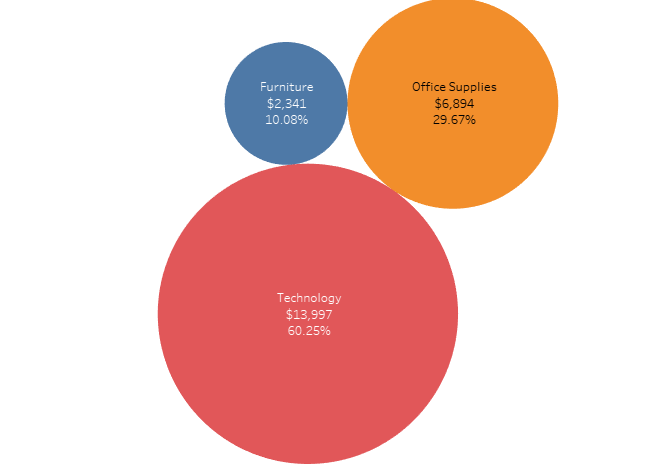 Furniture
$2,341
10.08%
Office Supplies
$6,894
29.67%
Technology
$13,997
60.25%